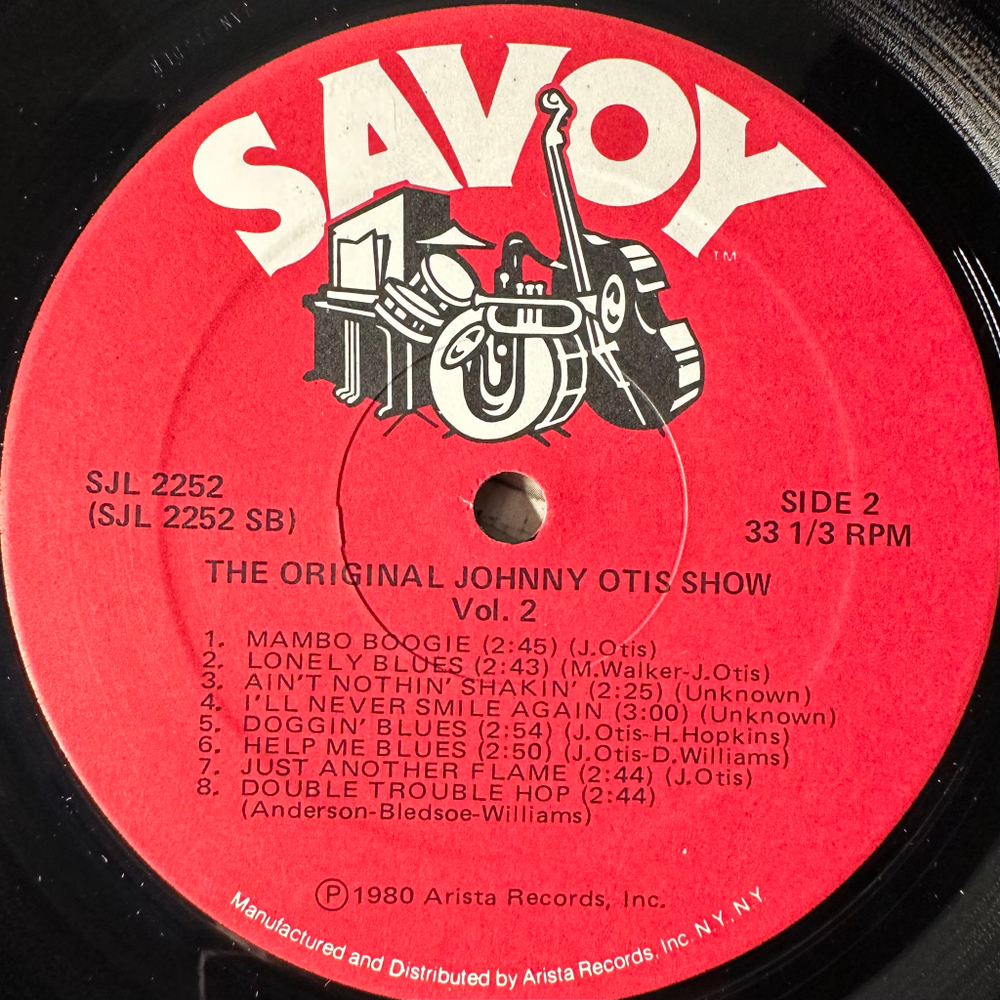 SAVOY
TM
SJL 2252
(SJL 2252 SB)
SIDE 2
33 1/3 RPM
THE ORIGINAL JOHNNY OTIS SHOW
Vol. 2
1. MAMBO BOOGIE (2:45) (J.Otis)
2. LONELY BLUES (2:43) (M.Walker-J.Otis)
3. AIN'T NOTHIN' SHAKIN' (2:25) (Unknown)
4. I'LL NEVER SMILE AGAIN (3:00) (Unknown)
5. DOGGIN' BLUES (2:54) (J.Otis-H.Hopkins)
6. HELP ME BLUES (2:50) (J.Otis-D.Williams)
7. JUST ANOTHER FLAME (2:44) (J.Otis)
8. DOUBLE TROUBLE HOP (2:44)
(Anderson-Bledsoe-Williams)
Ⓟ1980 Arista Records, Inc.
Manufactured and Distributed by Arista Records, Inc. N.Y., N.Y.